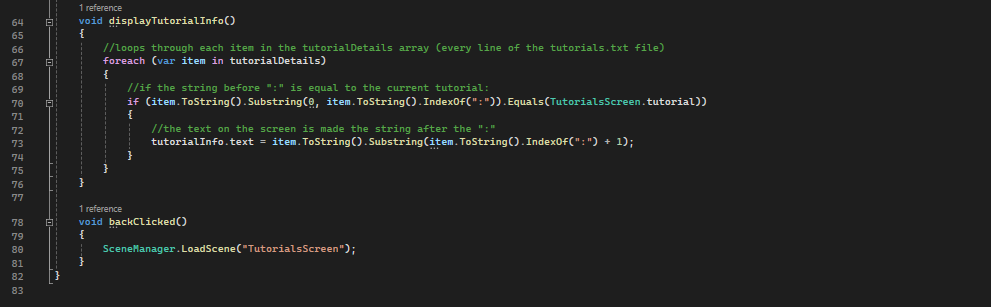 1 reference
64 void displayTutorialInfo()
65 {
66 //loops through each item in the tutorialDetails array (every line of the tutorials.txt file)
67 foreach (var item in tutorialDetails)
68 {
69 //if the string before ":" is equal to the current tutorial:
70 if (item.ToString().Substring(0, item.ToString().IndexOf(":")).Equals(TutorialsScreen.tutorial))
71 {
72 //the text on the screen is made the string after the ":"
73 tutorialInfo.text = item.ToString().Substring(item.ToString().IndexOf(":") + 1);
74 }
75 }
76 }
77
1 reference
78 void backClicked()
79 {
80 SceneManager.LoadScene("TutorialsScreen");
81 }
82 }
83